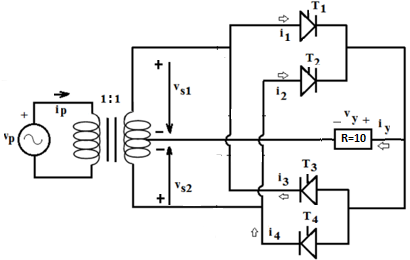 T1
i1
T2
i2
+
vs1
1:1
ip
+
vp
−
−
− vy + iy
R=10
vs2
+
T3
i3
T4
i4